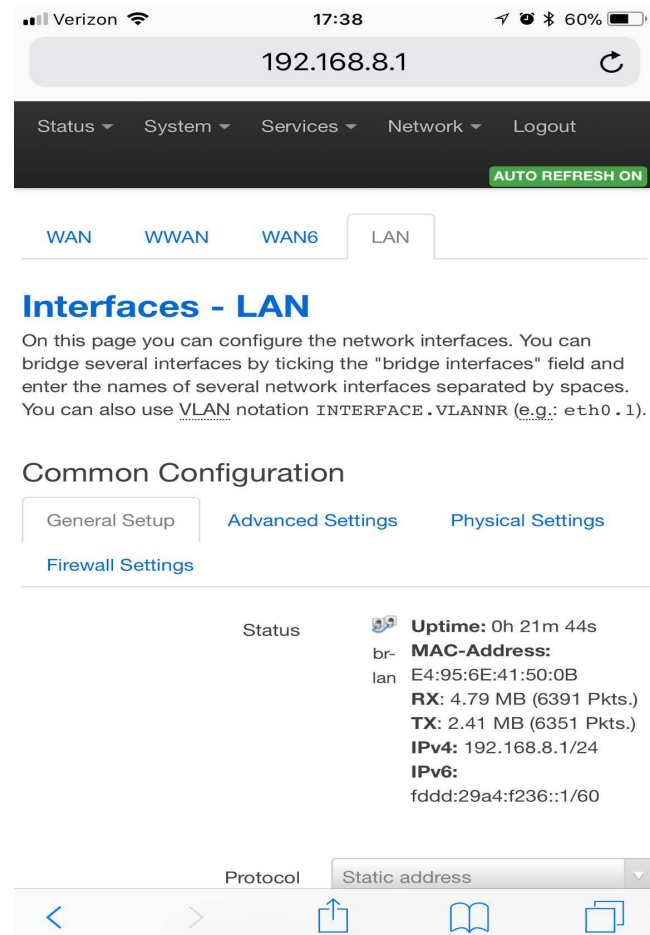 Verizon 17:38 60%
192.168.8.1
Status System Services Network Logout
AUTO REFRESH ON
WAN WWAN WAN6 LAN
Interfaces - LAN
On this page you can configure the network interfaces. You can
bridge several interfaces by ticking the "bridge interfaces" field and
enter the names of several network interfaces separated by spaces.
You can also use VLAN notation INTERFACE.VLANNR (e.g.: eth0.1).
Common Configuration
General Setup Advanced Settings Physical Settings
Firewall Settings
Status
br-
lan
Uptime: 0h 21m 44s
MAC-Address:
E4:95:6E:41:50:0B
RX: 4.79 MB (6391 Pkts.)
TX: 2.41 MB (6351 Pkts.)
IPv4: 192.168.8.1/24
IPv6:
fddd:29a4:f236::1/60
Protocol Static address